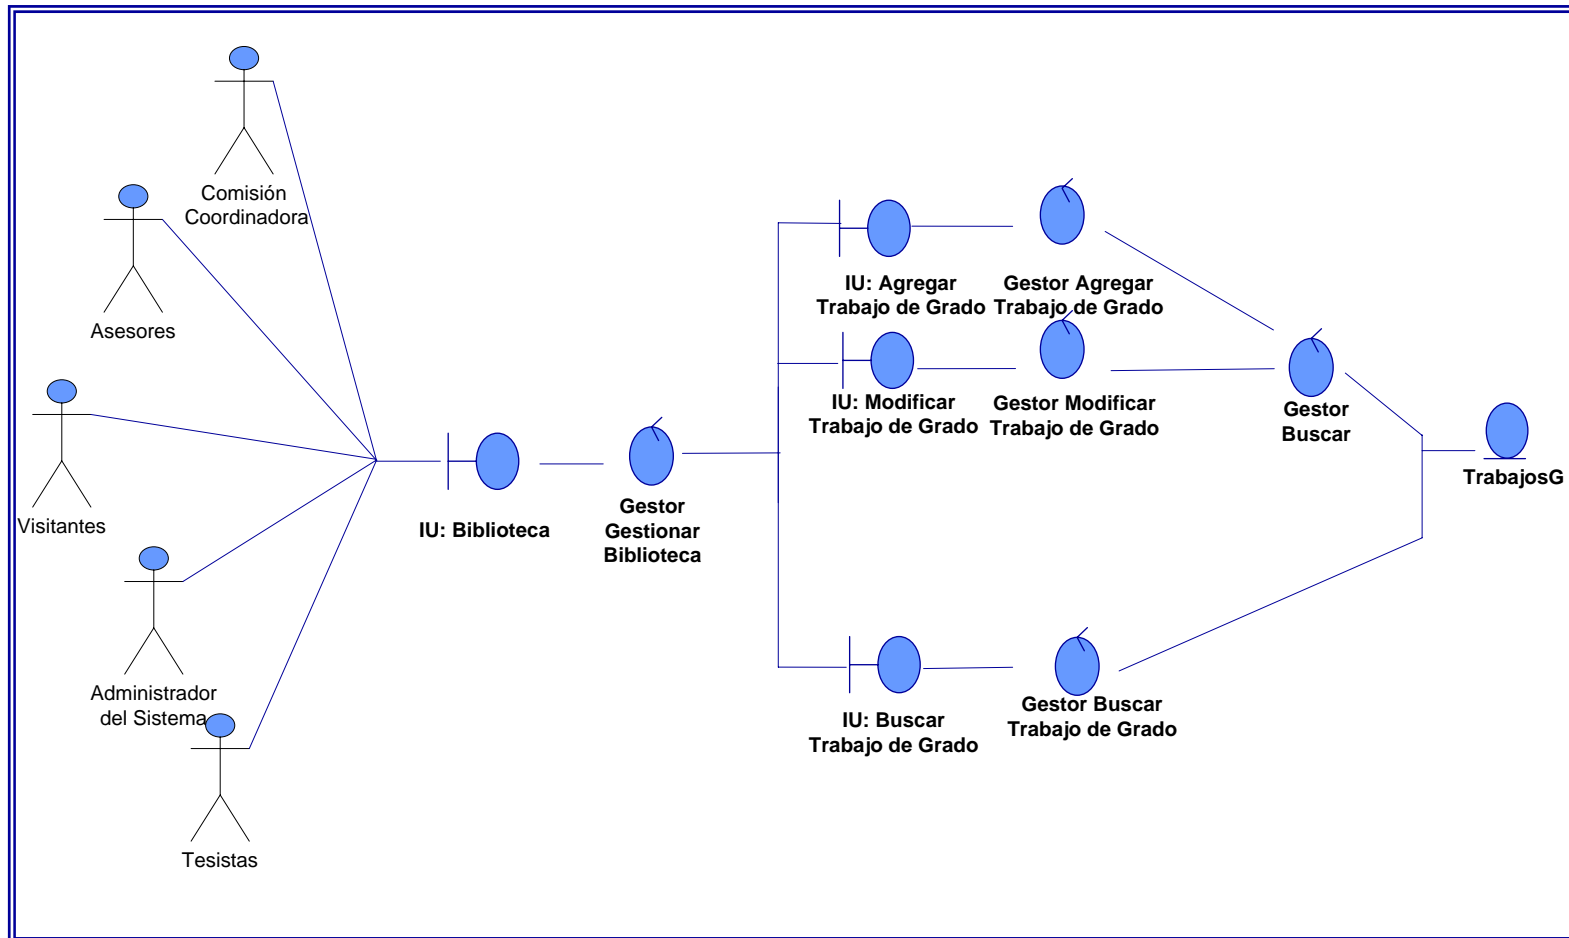 Comisión
Coordinadora
Asesores
Visitantes
Administrador
del Sistema
Tesistas
IU: Biblioteca
Gestor
Gestionar
Biblioteca
IU: Agregar
Trabajo de Grado
Gestor Agregar
Trabajo de Grado
IU: Modificar
Trabajo de Grado
Gestor Modificar
Trabajo de Grado
Gestor
Buscar
TrabajosG
IU: Buscar
Trabajo de Grado
Gestor Buscar
Trabajo de Grado